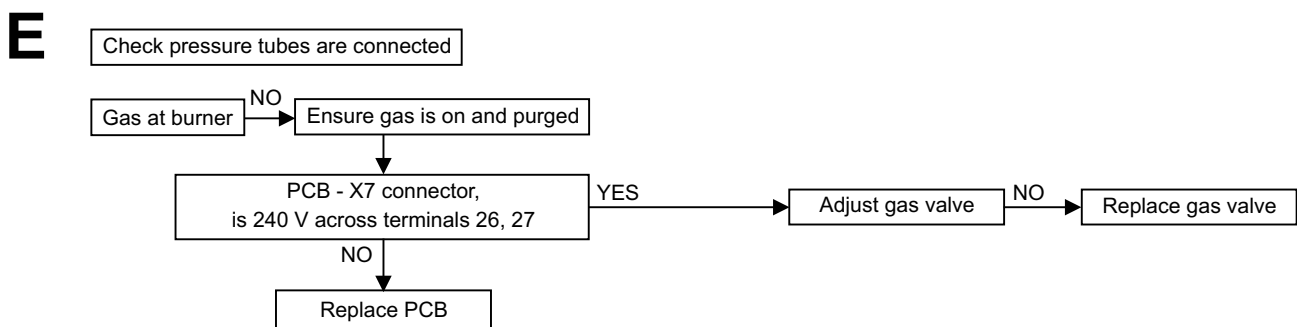 E
Check pressure tubes are connected
Gas at burner
NO
Ensure gas is on and purged
PCB - X7 connector,
is 240 V across terminals 26, 27
YES
Adjust gas valve
NO
Replace gas valve
NO
Replace PCB